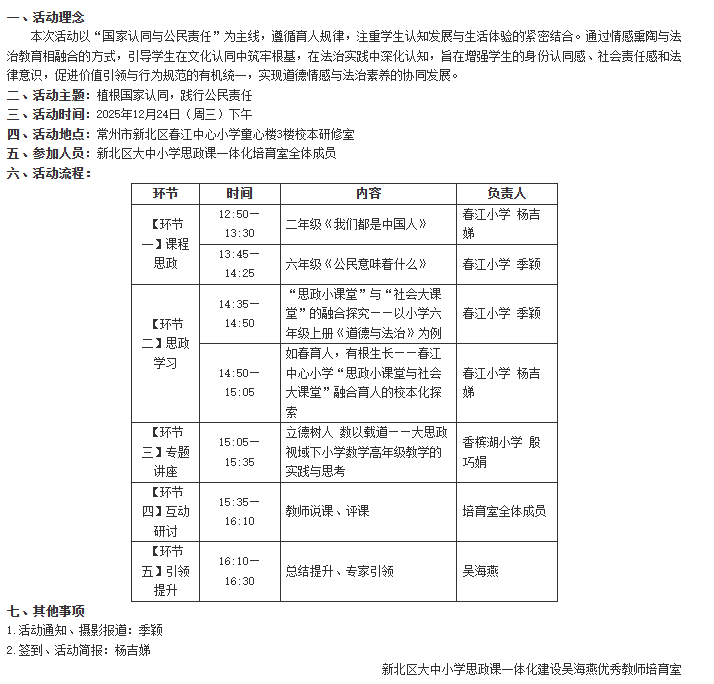 一、活动理念
本次活动以“国家认同与公民责任”为主线，遵循育人规律，注重学生认知发展与生活体验的紧密结合。通过情感熏陶与法
治教育相融合的方式，引导学生在文化认同中筑牢根基，在法治实践中深化认知，旨在增强学生的身份认同感、社会责任感和法
律意识，促进价值引领与行为规范的有机统一，实现道德情感与法治素养的协同发展。
二、活动主题：植根国家认同，践行公民责任
三、活动时间：2025年12月24日（周三）下午
四、活动地点：常州市新北区春江中心小学童心楼3楼校本研修室
五、参加人员：新北区大中小学思政课一体化培育室全体成员
六、活动流程：
环节 时间 内容 负责人
【环节
一】课程
思政
12:50—
13:30
二年级《我们都是中国人》
春江小学 杨吉
娣
13:45—
14:25
六年级《公民意味着什么》
春江小学 季颖
【环节
二】思政
学习
14:35—
14:50
“思政小课堂”与“社会大课
堂”的融合探究——以小学六
年级上册《道德与法治》为例
春江小学 季颖
14:50—
15:05
如春育人，有根生长——春江
中心小学“思政小课堂与社会
大课堂”融合育人的校本化探
索
春江小学 杨吉
娣
【环节
三】专题
讲座
15:05—
15:35
立德树人 数以载道——大思政
视域下小学数学高年级教学的
实践与思考
香槟湖小学 殷
巧娟
【环节
四】互动
研讨
15:35—
16:10
教师说课、评课
培育室全体成员
【环节
五】引领
提升
16:10—
16:30
总结提升、专家引领
吴海燕
七、其他事项
1.活动通知、摄影报道：季颖
2.签到、活动简报：杨吉娣
新北区大中小学思政课一体化建设吴海燕优秀教师培育室